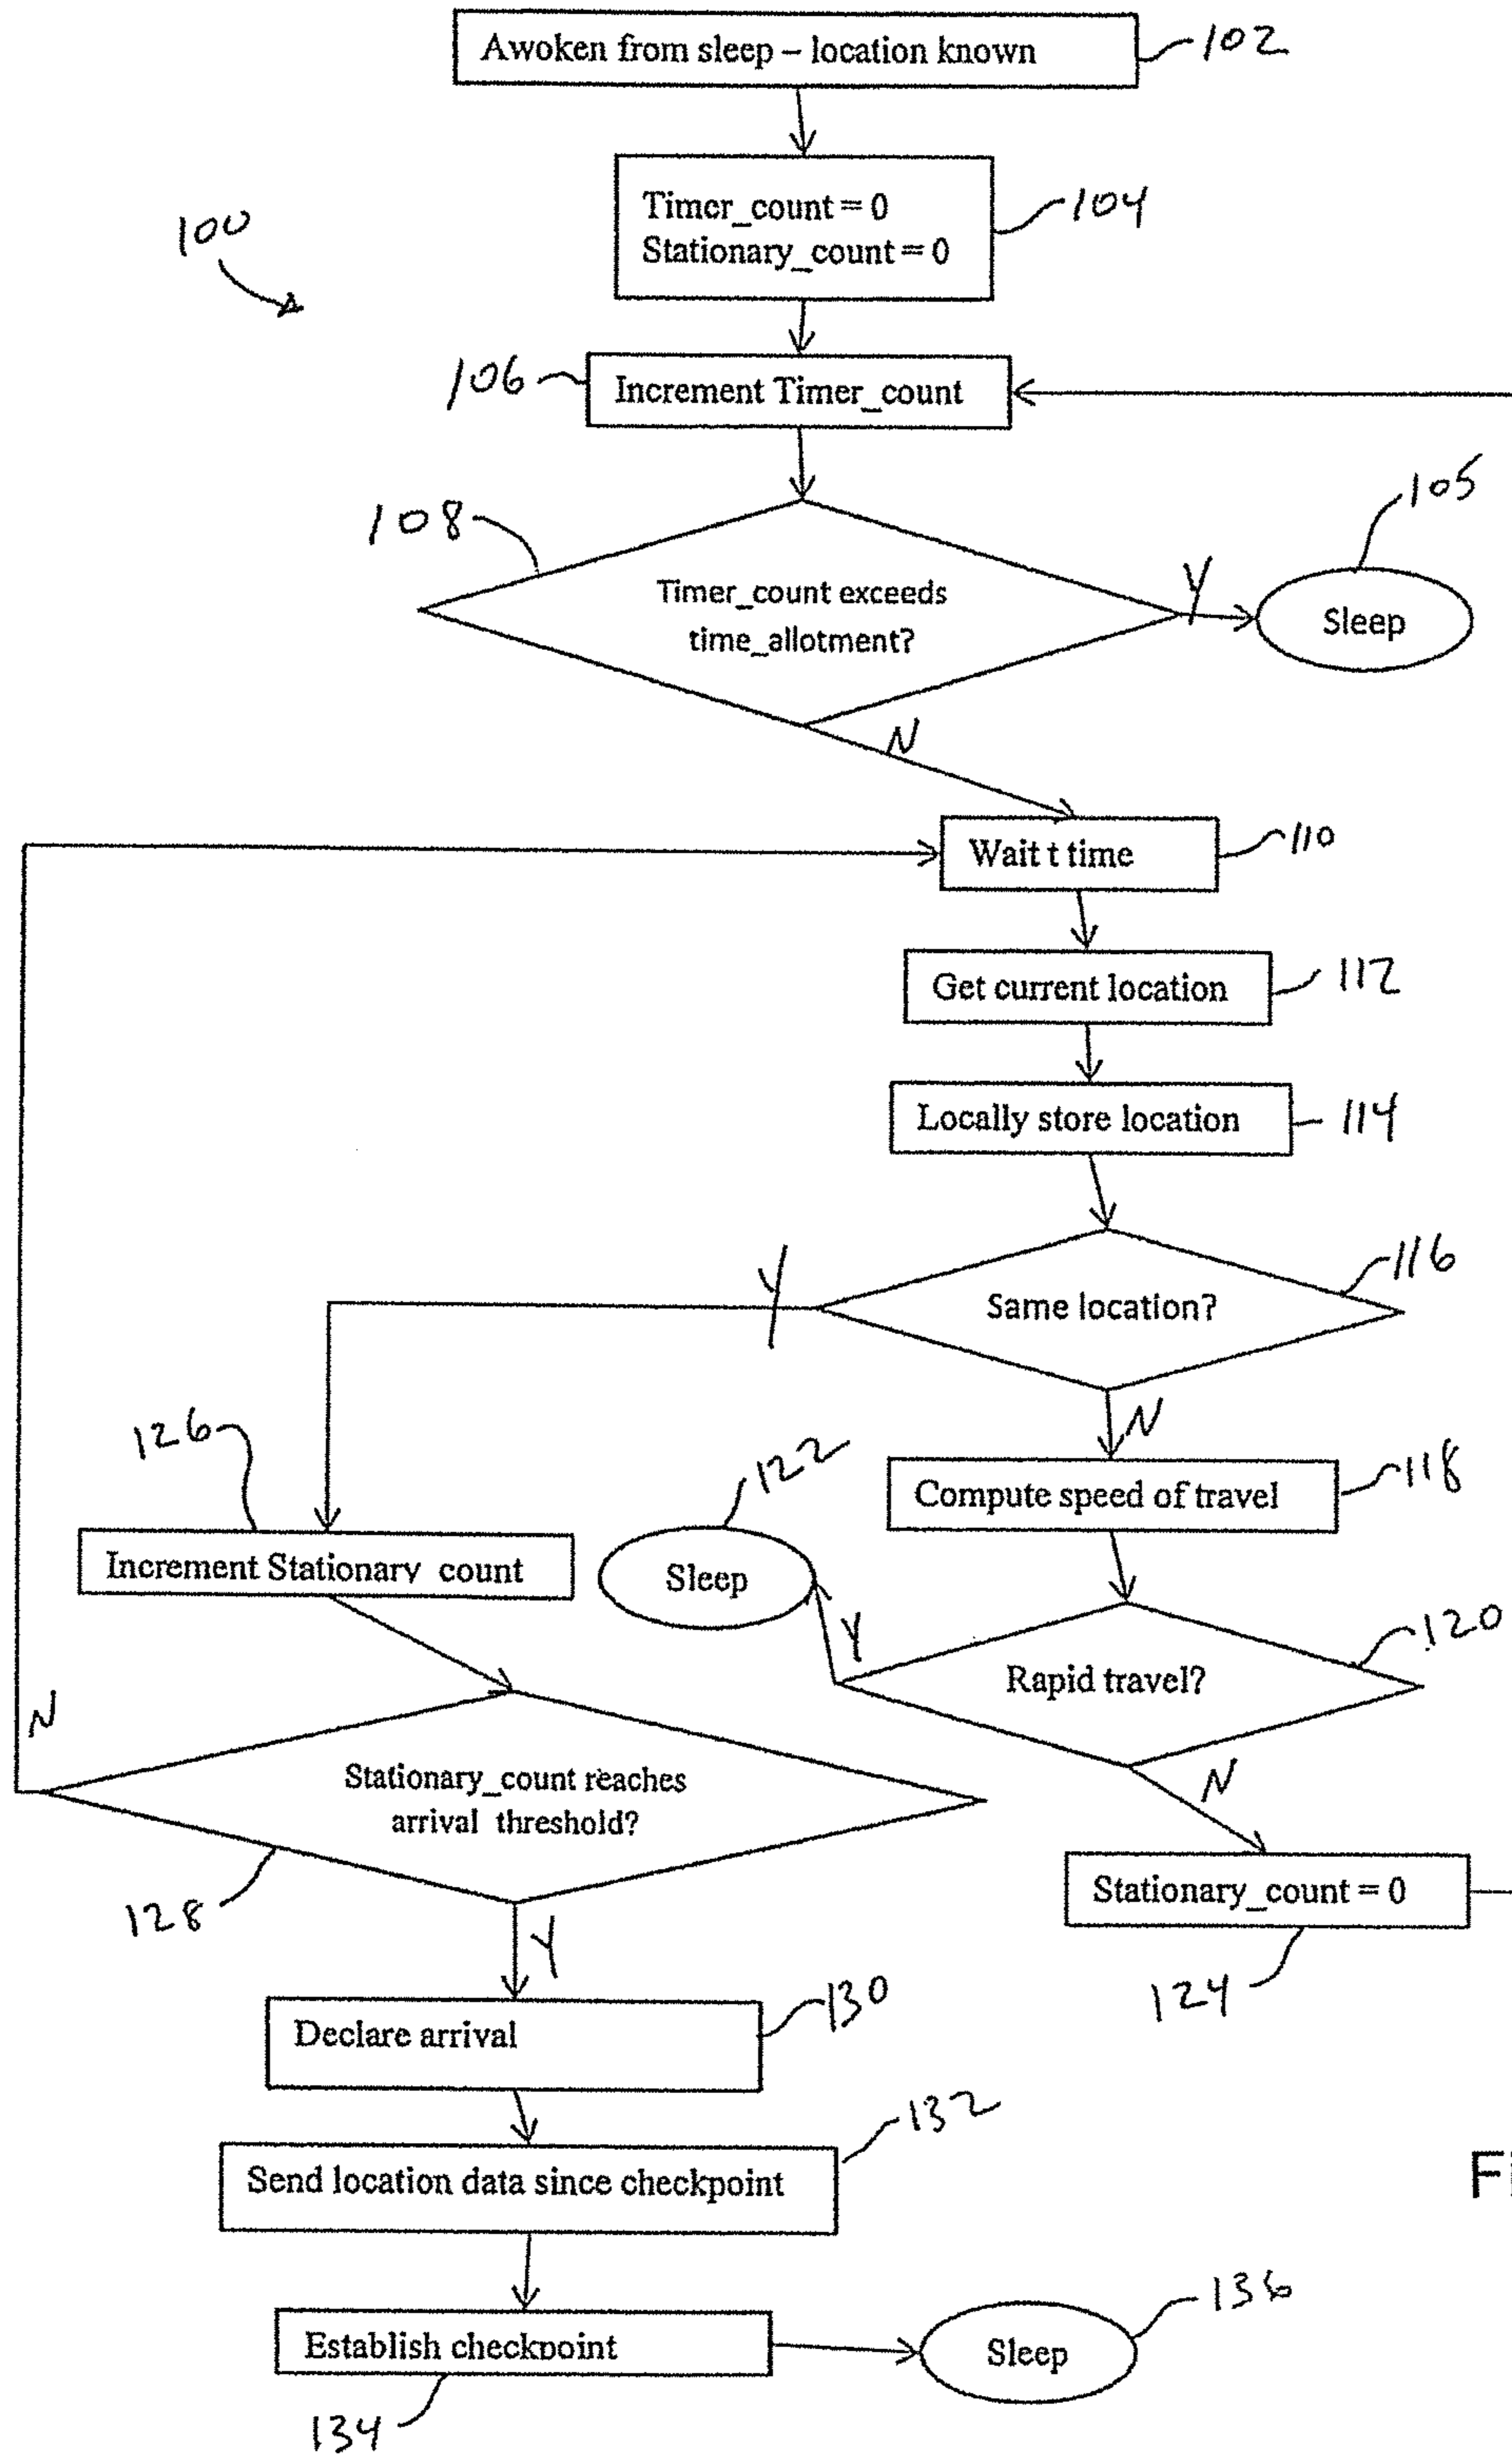 Awoken from sleep – location known
102
Timer_count = 0
Stationary_count = 0
104
100
106
Increment Timer_count
108
105
Timer_count exceeds
time_allotment?
Y
Sleep
N
Wait t time
110
Get current location
112
Locally store location
114
116
Y
Same location?
N
126
122
Compute speed of travel
118
Increment Stationary_count
Sleep
Y
120
Rapid travel?
N
Stationary_count reaches
arrival threshold?
N
128
Y
Stationary_count = 0
124
Declare arrival
130
132
Send location data since checkpoint
136
Establish checkpoint
Sleep
134